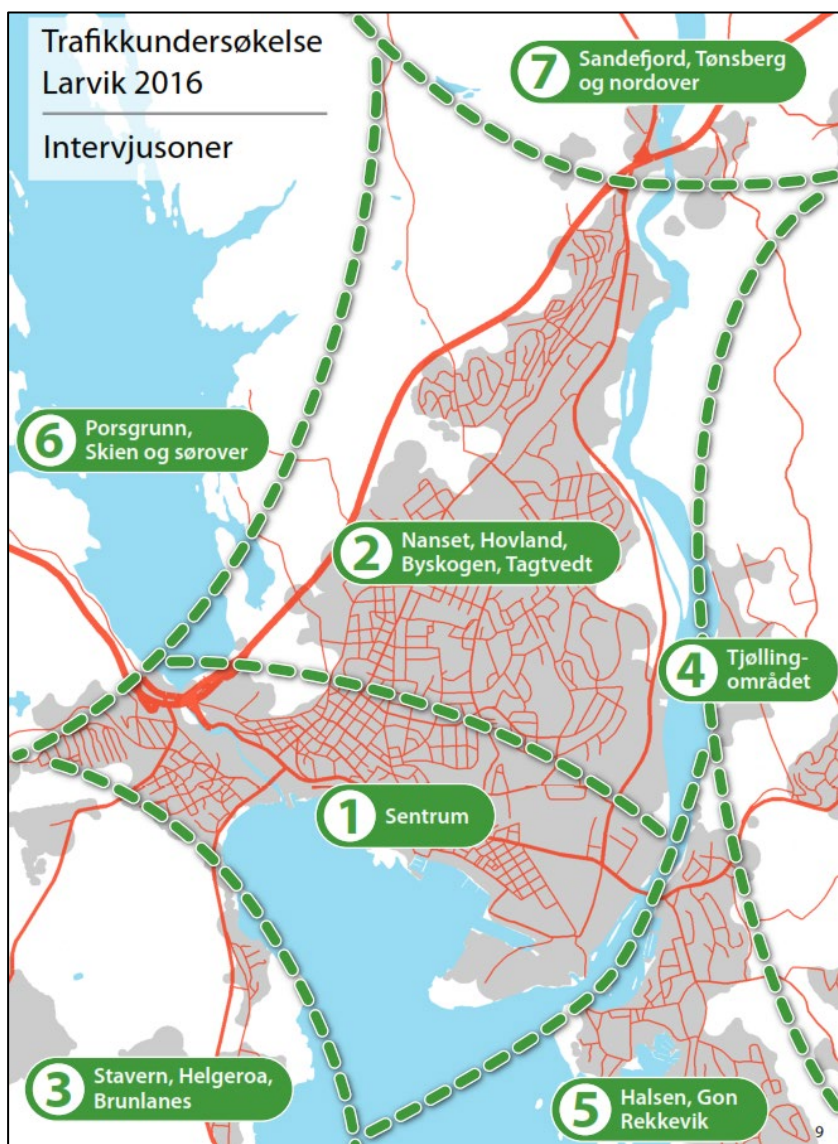 Trafikkundersøkelse
Larvik 2016
Intervjusoner
7 Sandefjord, Tønsberg
og nordover
6 Porsgrunn,
Skien og sørover
2 Nanset, Hovland,
Byskogen, Tagtvedt
4 Tjølling-
området
1 Sentrum
3 Stavern, Helgeroa,
Brunlanes
5 Halsen, Gon
Rekkevik
9